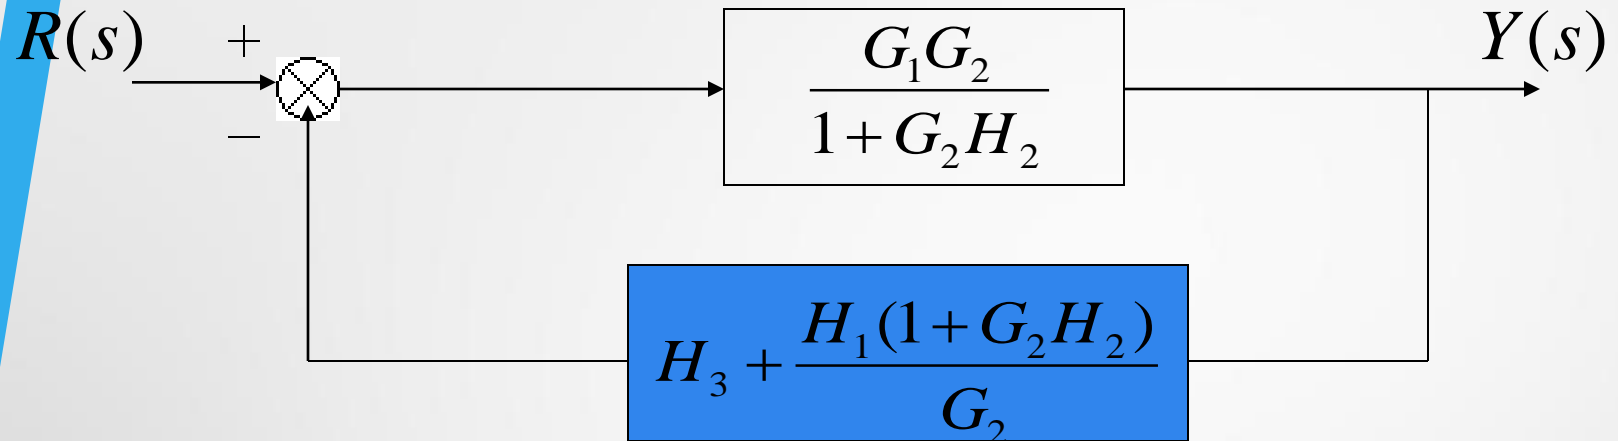 R(s) + Y(s)
G₁G₂
1+G₂H₂
−
H₃ + H₁(1+G₂H₂)
G₂